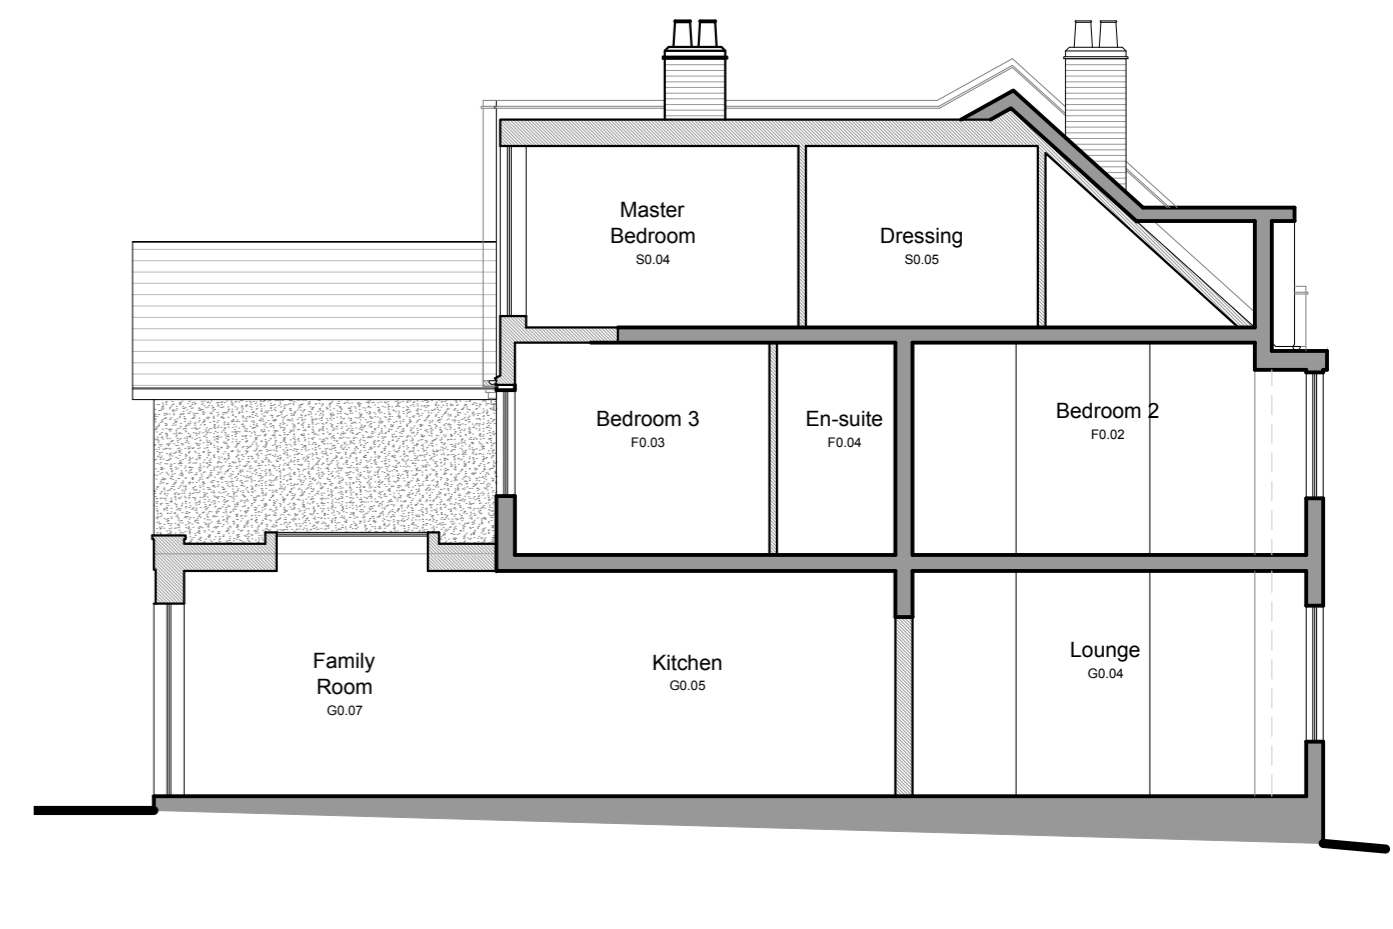 Master
Bedroom
S0.04
Dressing
S0.05
Bedroom 3
F0.03
En-suite
F0.04
Bedroom 2
F0.02
Family
Room
G0.07
Kitchen
G0.05
Lounge
G0.04